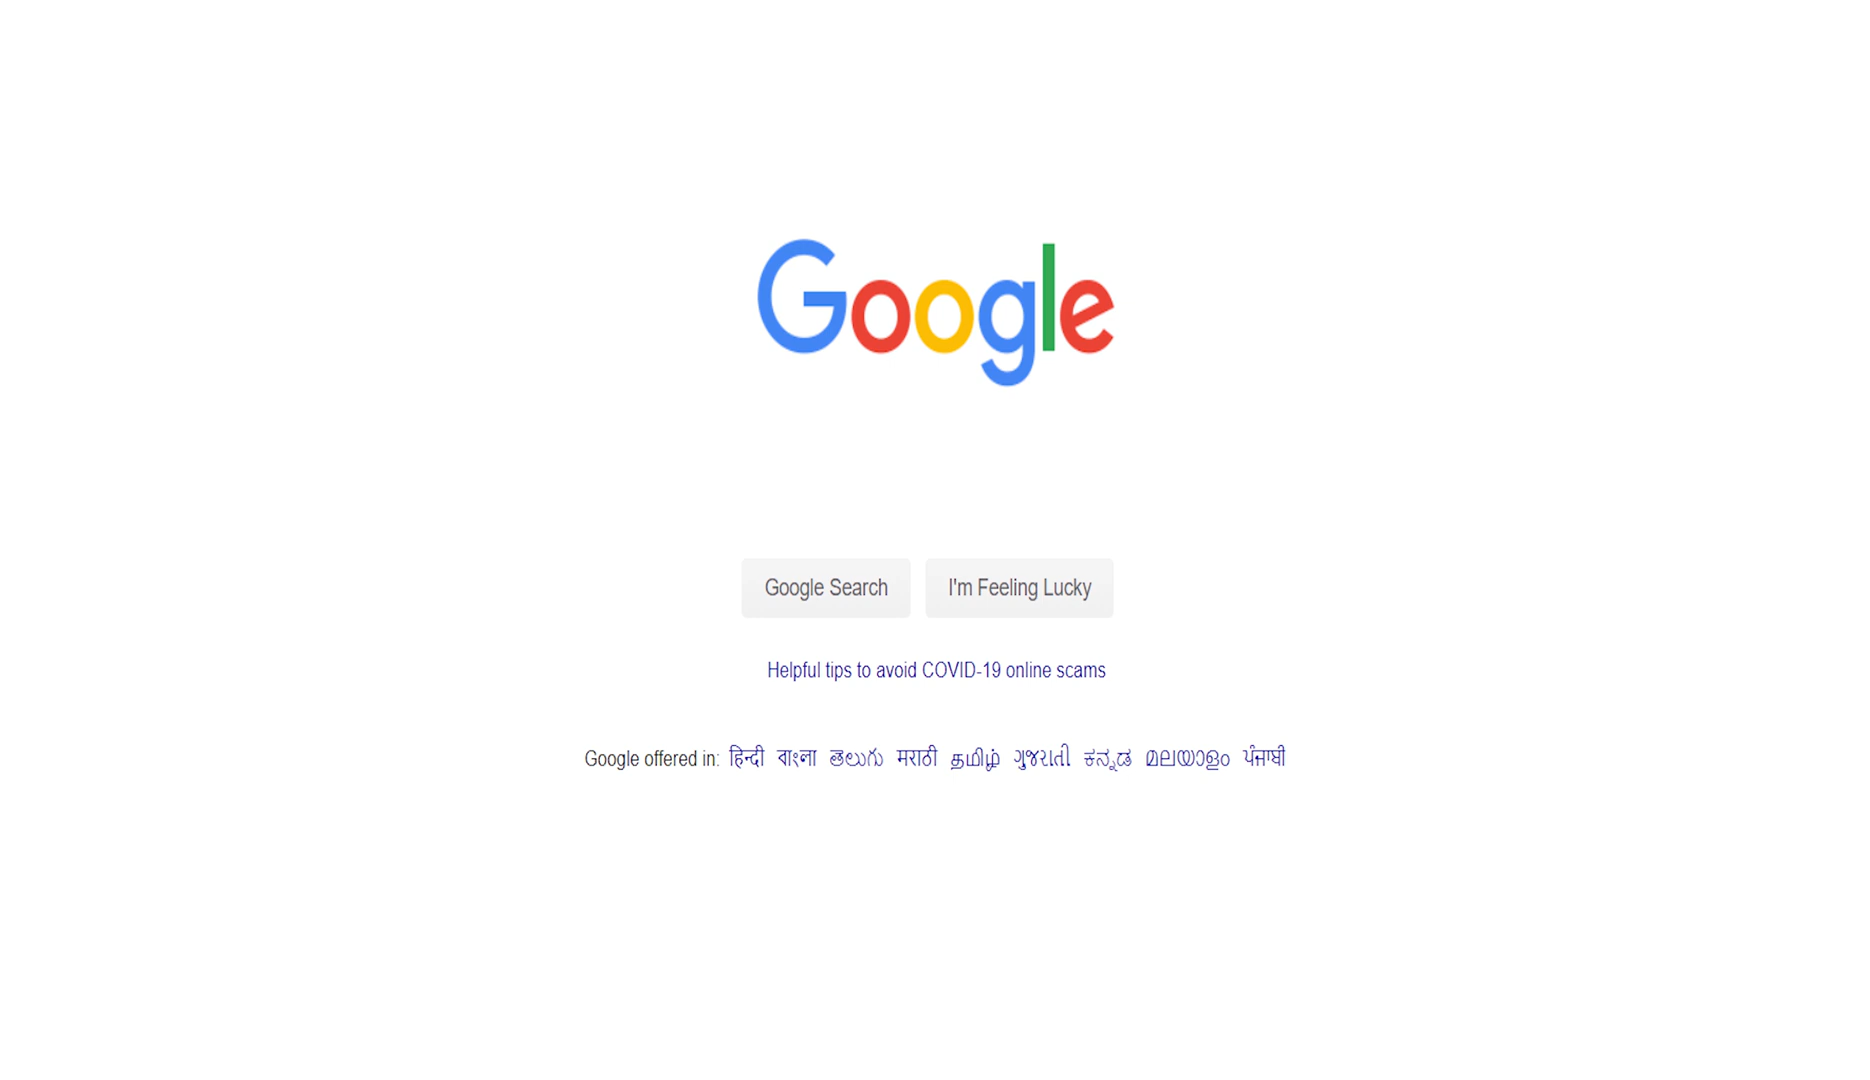 Google
Google Search I'm Feeling Lucky
Helpful tips to avoid COVID-19 online scams
Google offered in: हिन्दी বাংলা తెలుగు मराठी தமிழ் ગુજરાતી ಕನ್ನಡ മലയാളം ਪੰਜਾਬੀ